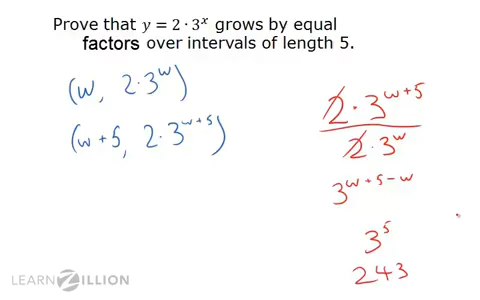 Prove that y = 2 · 3^x grows by equal
factors over intervals of length 5.
(w, 2·3^w)
(w+5, 2·3^(w+5))
2 · 3^(w+5)
2 · 3^w
3^(w+5-w)
3^5
243
LEARNZILLION